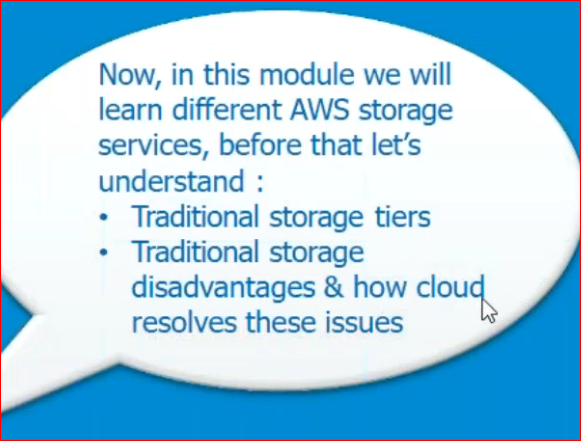 Now, in this module we will
learn different AWS storage
services, before that let’s
understand :
• Traditional storage tiers
• Traditional storage
disadvantages & how cloud
resolves these issues